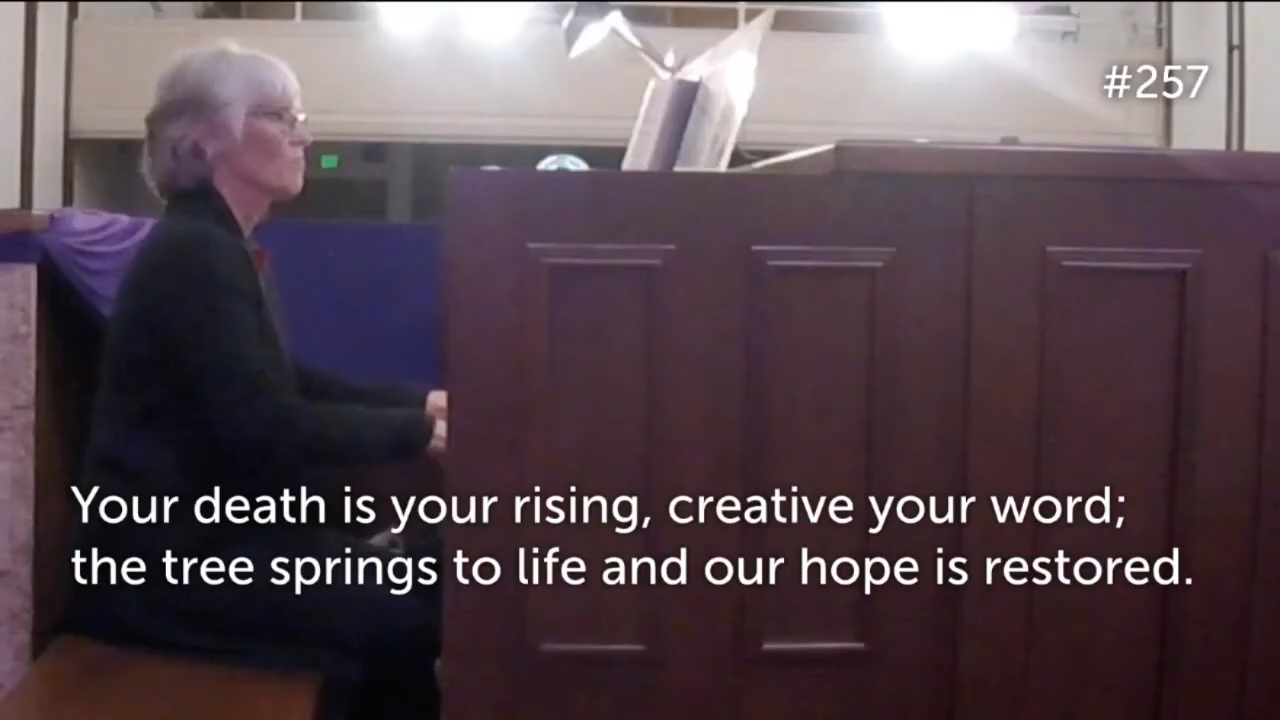 #257
Your death is your rising, creative your word;
the tree springs to life and our hope is restored.